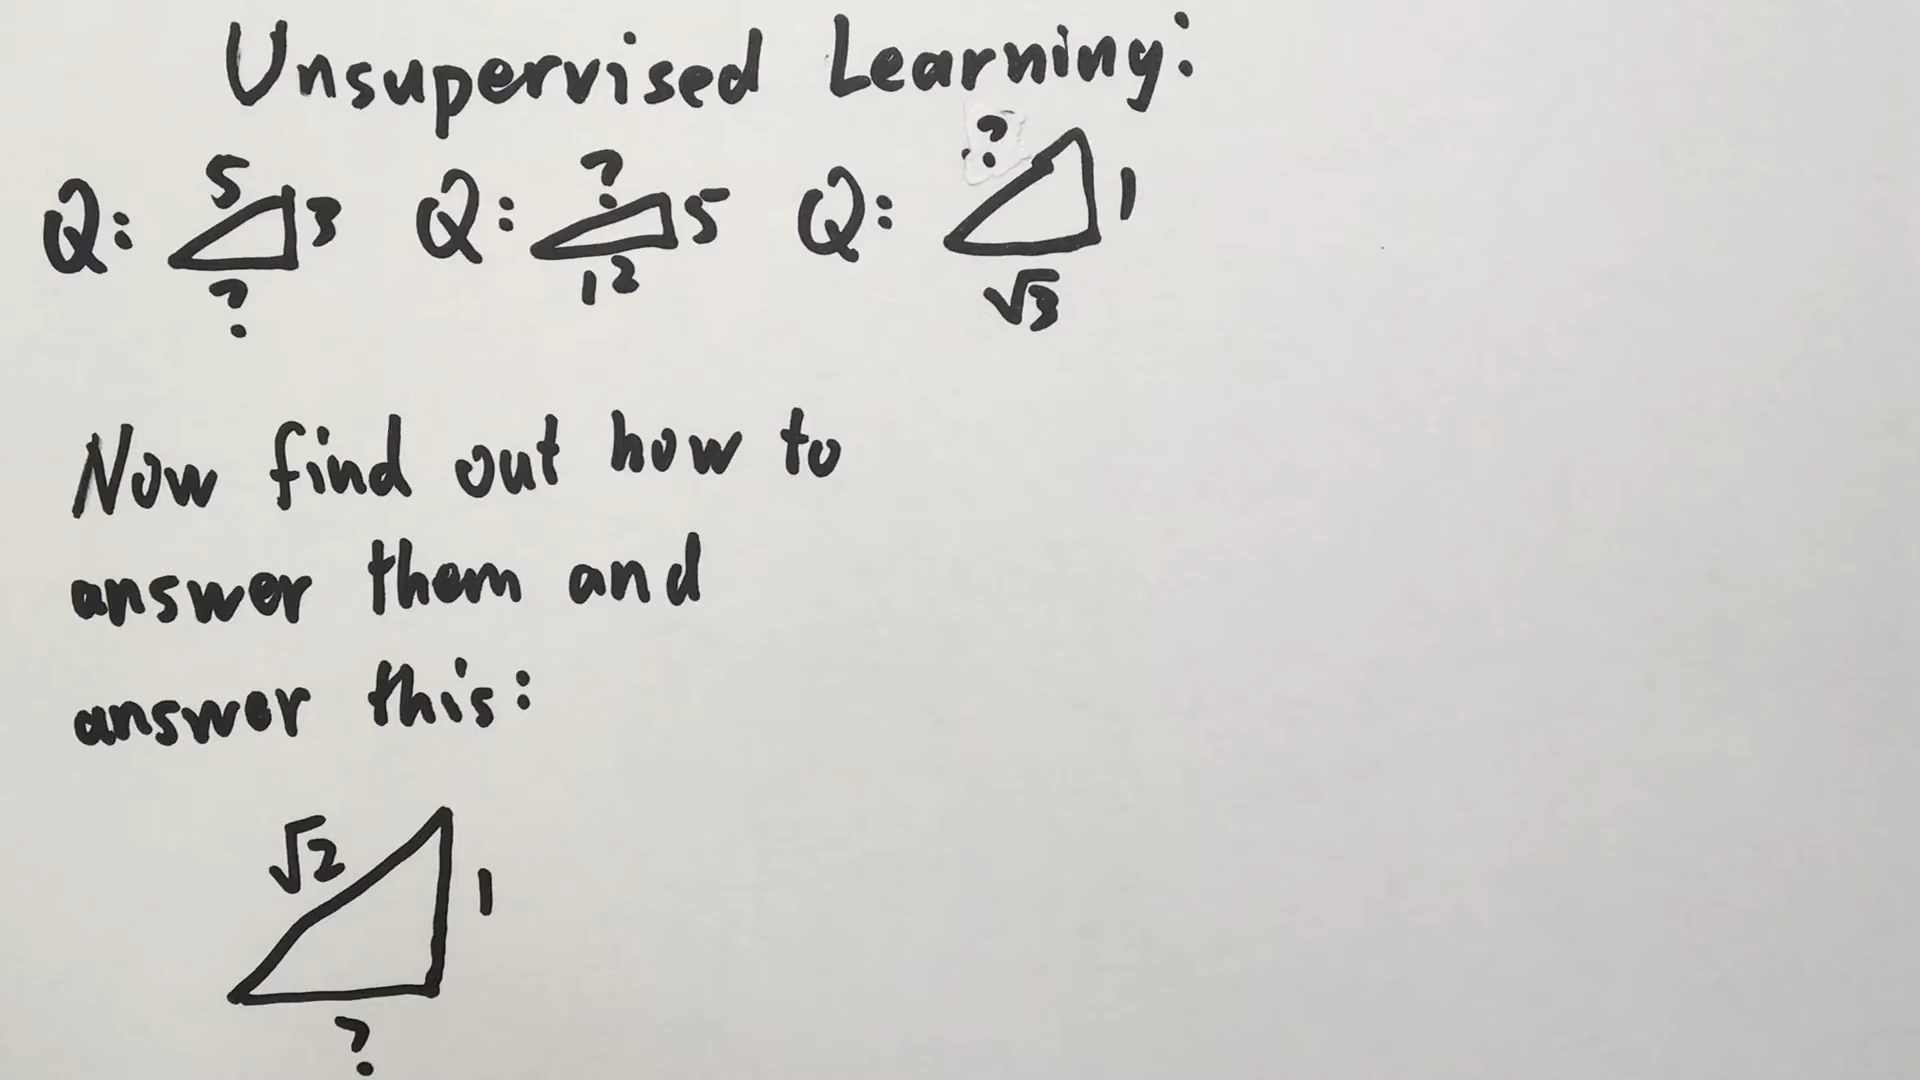 Unsupervised Learning:
Q: 5 3 ? Q: ? 5 12 Q: ? 1 √3
Now find out how to
answer them and
answer this:
√2 1
?